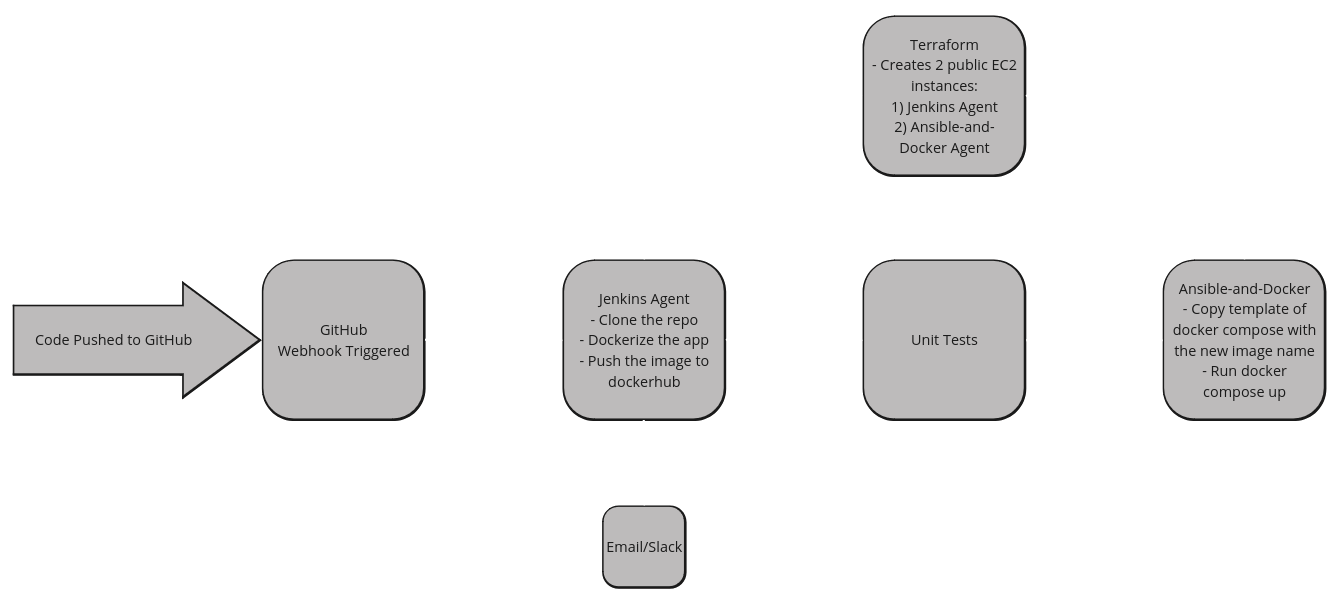 Terraform
- Creates 2 public EC2
instances:
1) Jenkins Agent
2) Ansible-and-
Docker Agent
Code Pushed to GitHub
GitHub
Webhook Triggered
Jenkins Agent
- Clone the repo
- Dockerize the app
- Push the image to
dockerhub
Unit Tests
Ansible-and-Docker
- Copy template of
docker compose with
the new image name
- Run docker
compose up
Email/Slack